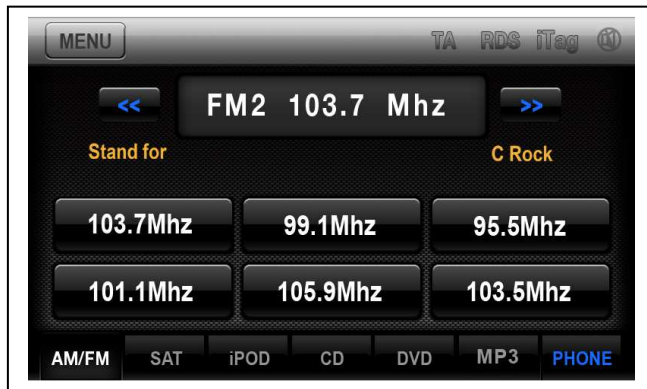 MENU TA RDS iTag
<< FM2 103.7 Mhz >>
Stand for C Rock
103.7Mhz 99.1Mhz 95.5Mhz
101.1Mhz 105.9Mhz 103.5Mhz
AM/FM SAT iPOD CD DVD MP3 PHONE